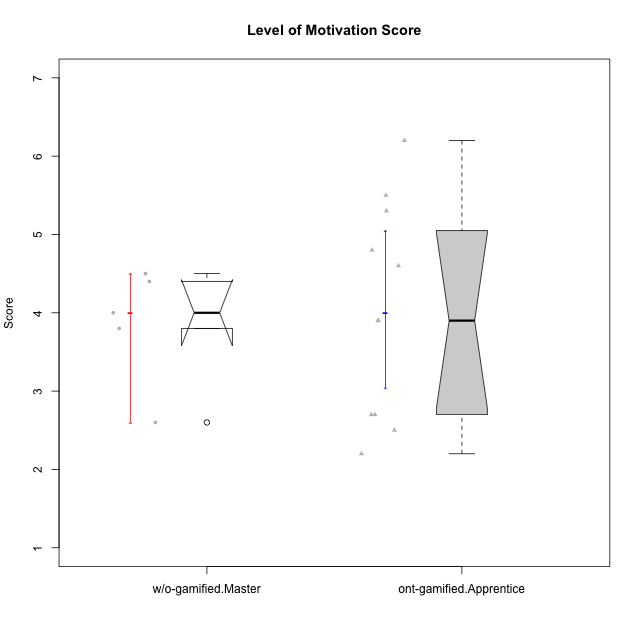 Level of Motivation Score
Score
7
6
5
4
3
2
1
w/o-gamified.Master
ont-gamified.Apprentice